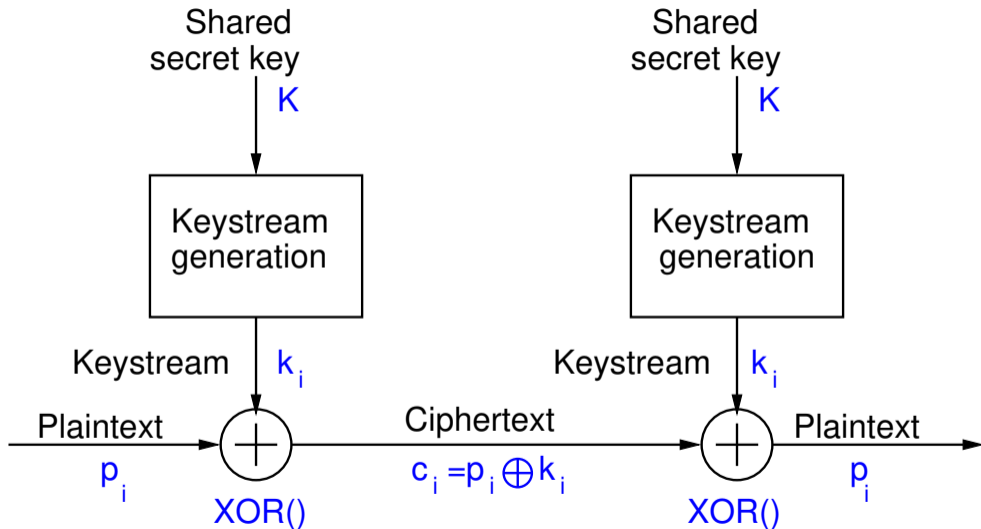 Shared
secret key
K
Keystream
generation
Keystream k i
Plaintext
p i
XOR()
Ciphertext
c i =p i ⊕ k i
Shared
secret key
K
Keystream
generation
Keystream k i
Plaintext
p i
XOR()